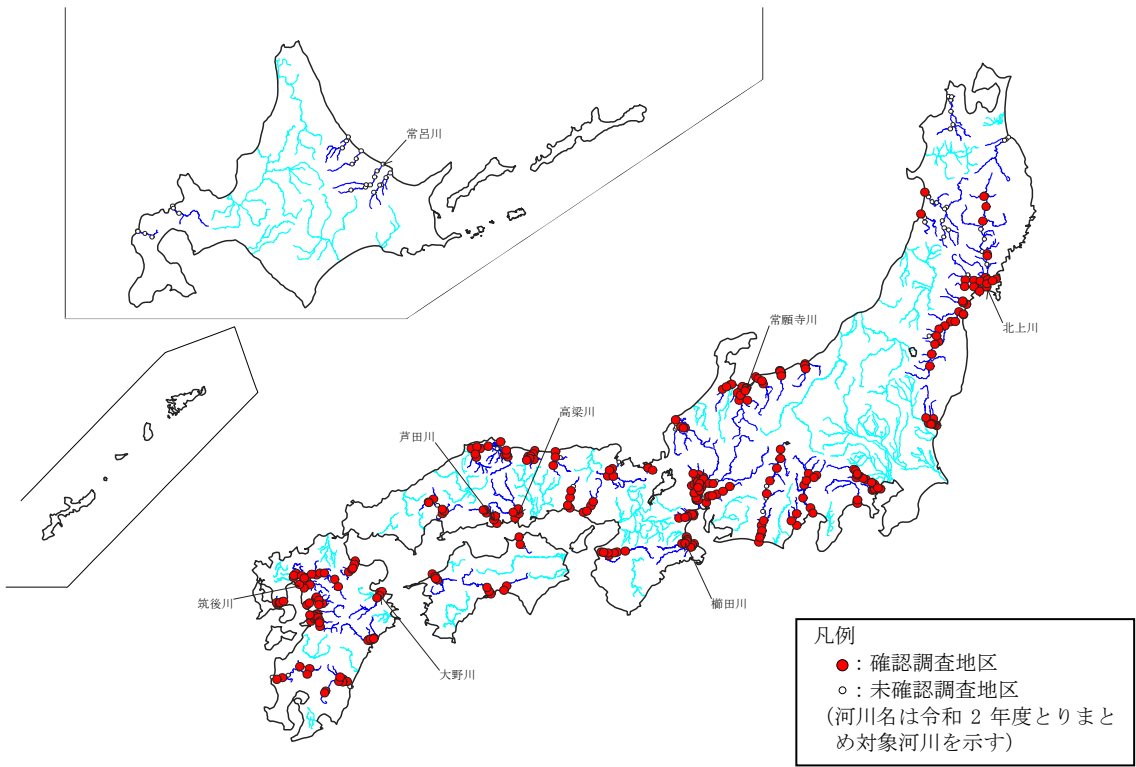 常呂川
北上川
常願寺川
高梁川
芦田川
筑後川
櫛田川
大野川
凡例
：確認調査地区
：未確認調査地区
（河川名は令和 2 年度とりまと
め対象河川を示す）